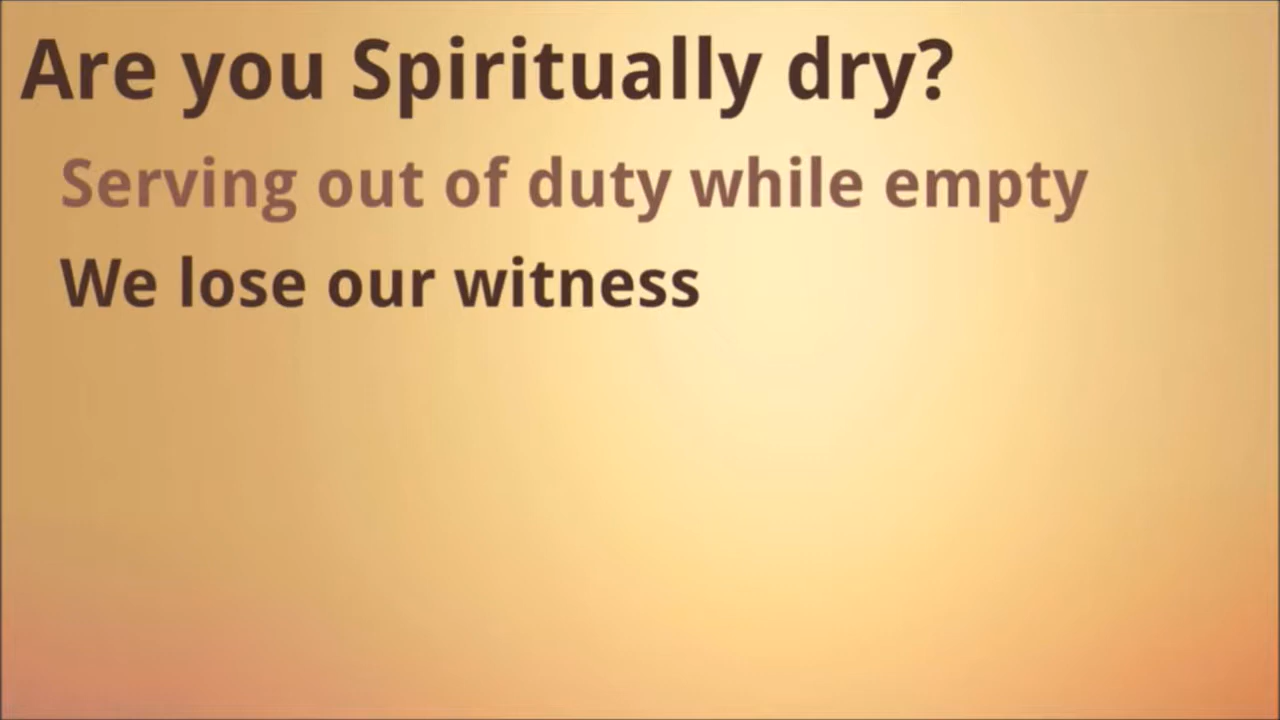 Are you Spiritually dry?
Serving out of duty while empty
We lose our witness